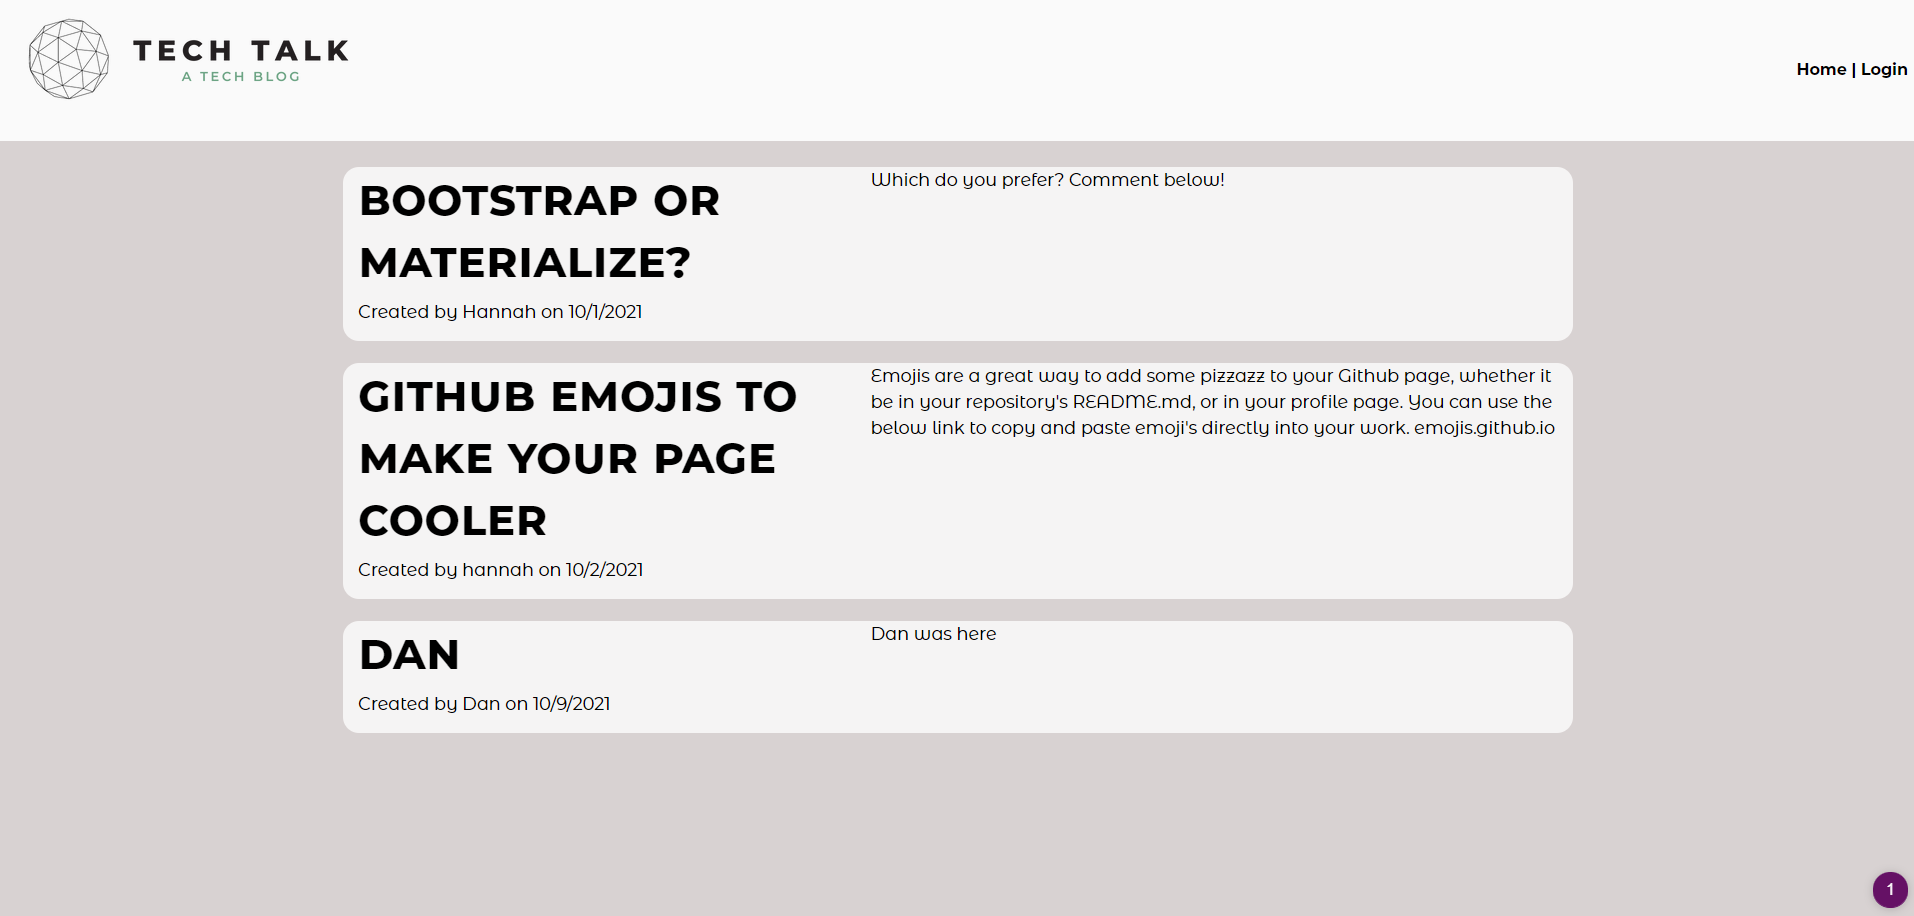 TECH TALK
A TECH BLOG
Home | Login
BOOTSTRAP OR
MATERIALIZE?
Created by Hannah on 10/1/2021
Which do you prefer? Comment below!
GITHUB EMOJIS TO
MAKE YOUR PAGE
COOLER
Created by hannah on 10/2/2021
Emojis are a great way to add some pizzazz to your Github page, whether it
be in your repository's README.md, or in your profile page. You can use the
below link to copy and paste emoji's directly into your work. emojis.github.io
DAN
Created by Dan on 10/9/2021
Dan was here
1